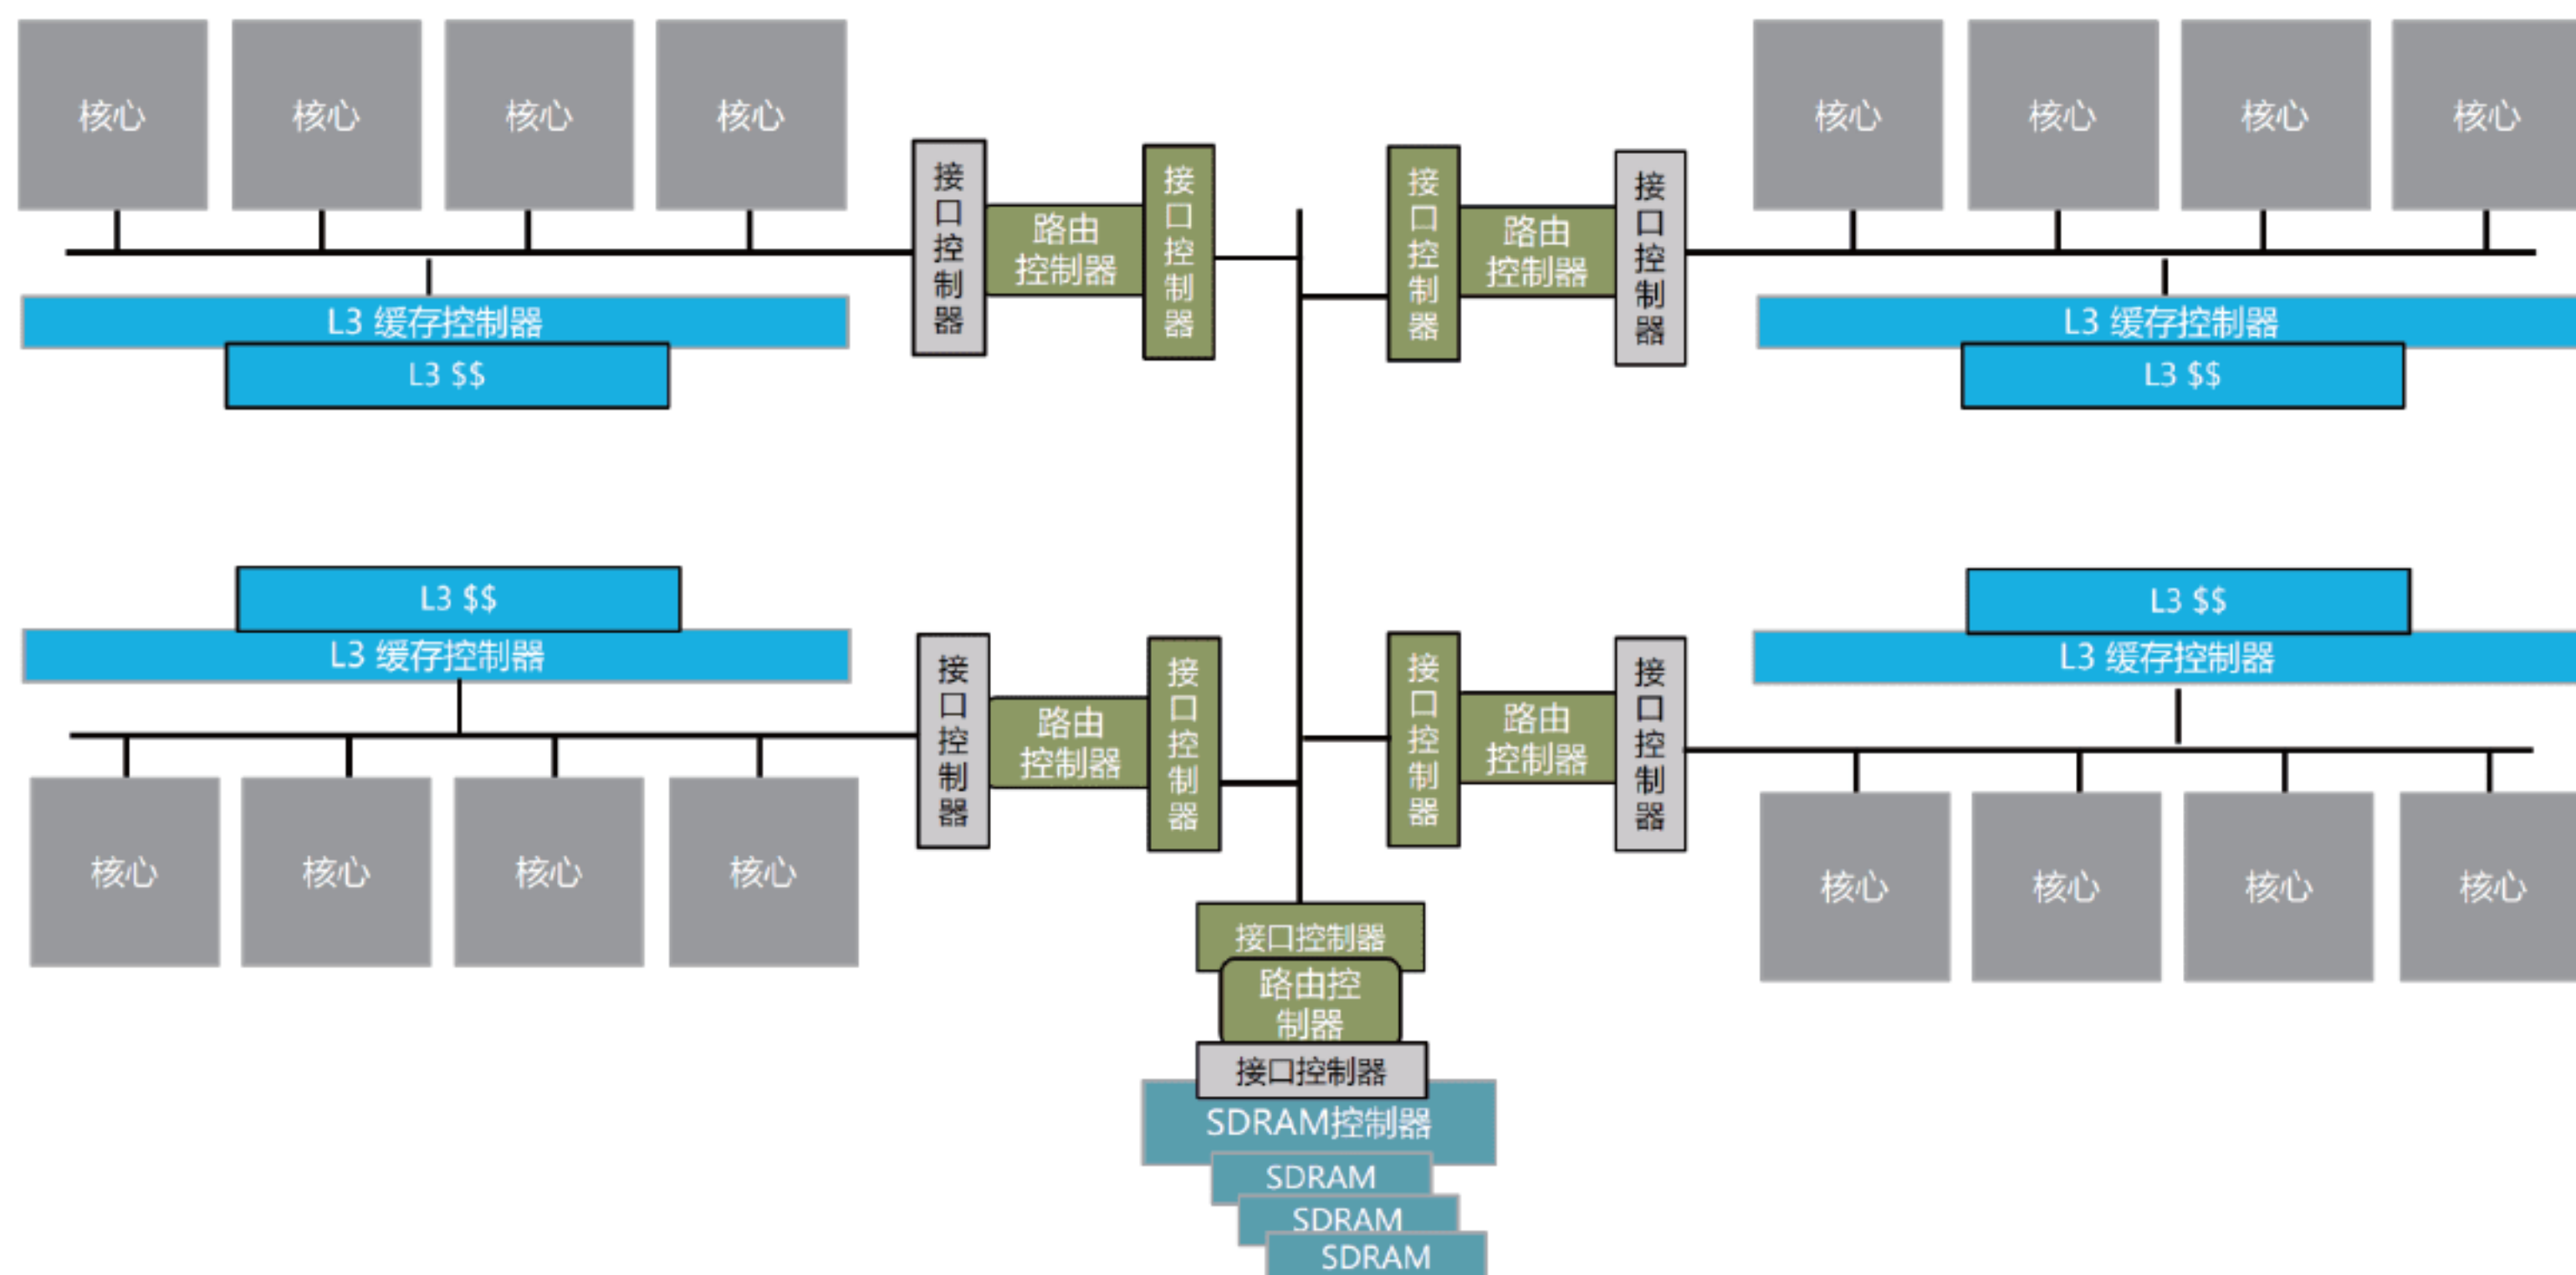 核心
核心
核心
核心
接口控制器
路由
控制器
接口控制器
L3 缓存控制器
L3 $$
接口控制器
路由
控制器
接口控制器
核心
核心
核心
核心
L3 缓存控制器
L3 $$
L3 $$
L3 缓存控制器
核心
核心
核心
核心
接口控制器
路由
控制器
接口控制器
接口控制器
路由
控制器
接口控制器
L3 $$
L3 缓存控制器
核心
核心
核心
核心
接口控制器
路由控
制器
接口控制器
SDRAM控制器
SDRAM
SDRAM
SDRAM